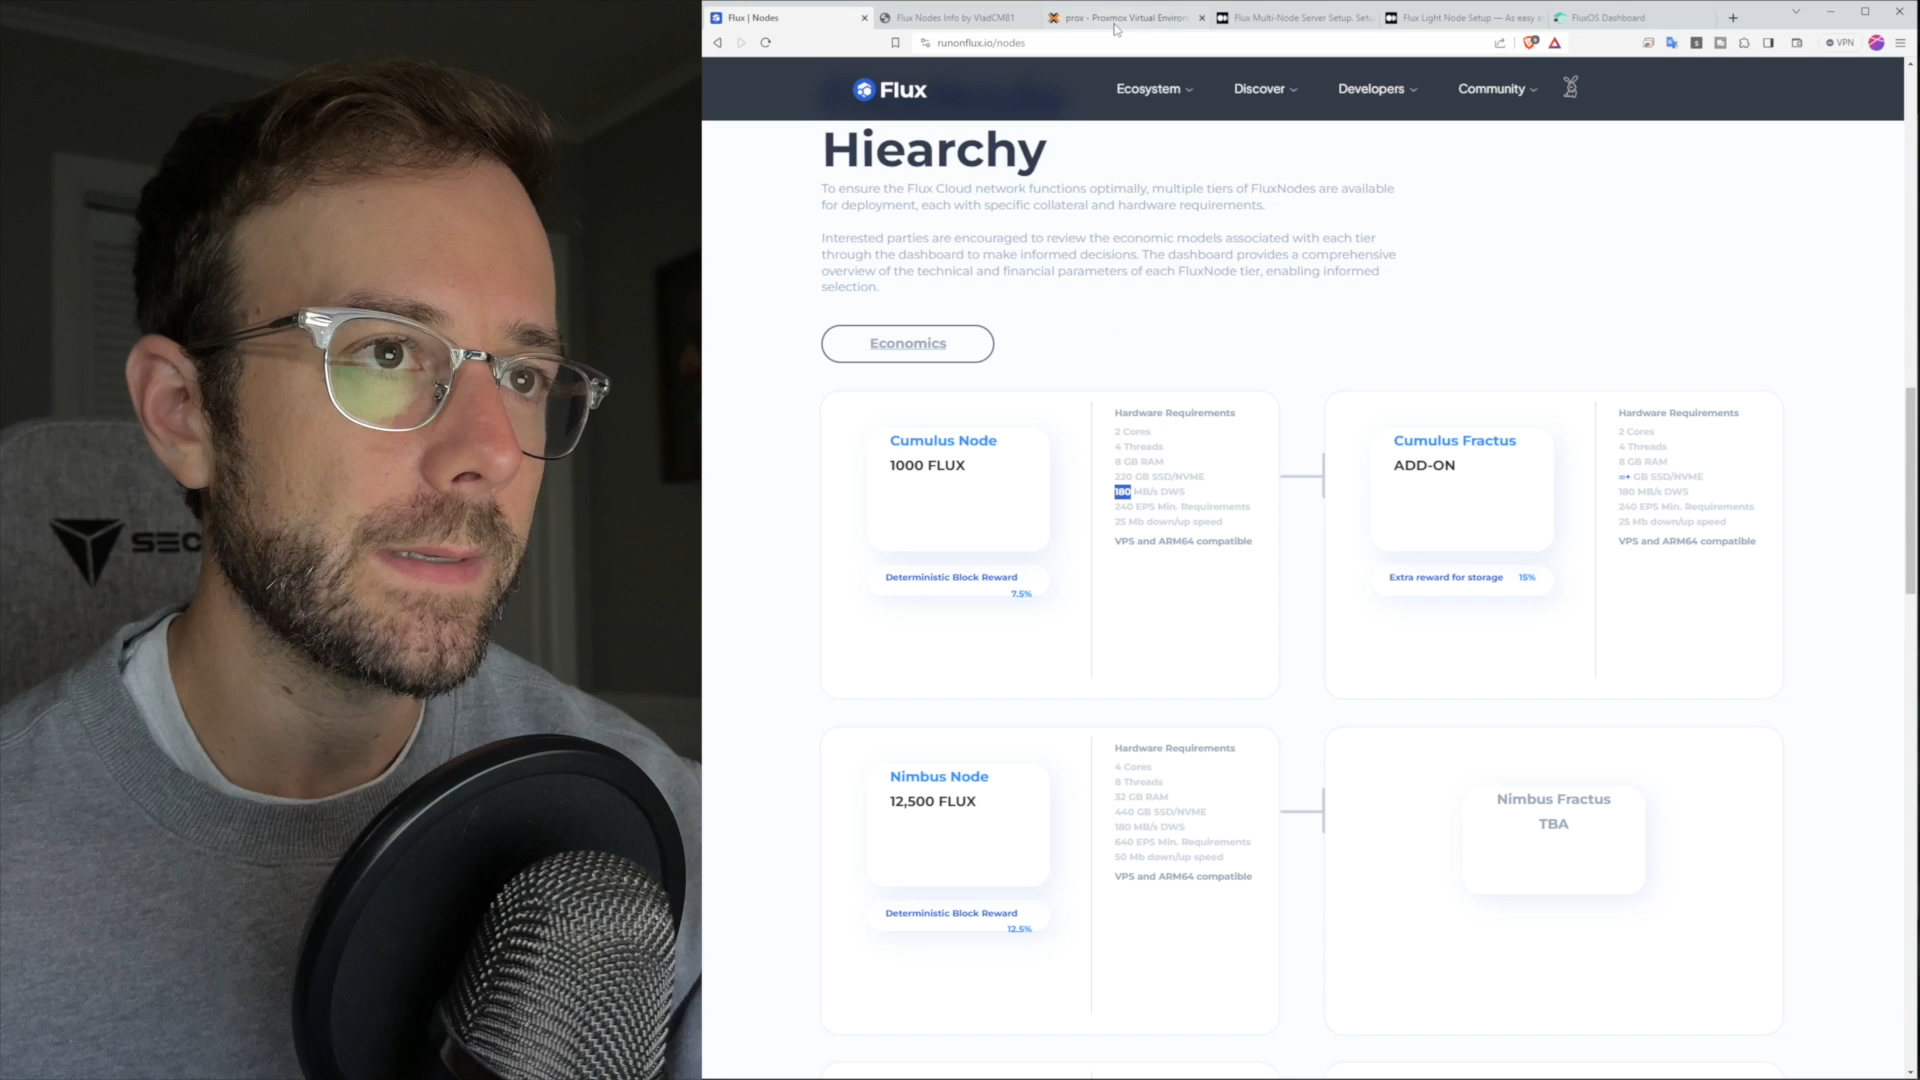 Flux | Nodes
Flux Nodes Info by VladCM81
prox - Proxmox Virtual Environ
Flux Multi-Node Server Setup. Setu
Flux Light Node Setup — As easy a
FluxOS Dashboard
runonflux.io/nodes
VPN
Flux
Ecosystem
Discover
Developers
Community
Hiearchy
To ensure the Flux Cloud network functions optimally, multiple tiers of FluxNodes are available
for deployment, each with specific collateral and hardware requirements.
Interested parties are encouraged to review the economic models associated with each tier
through the dashboard to make informed decisions. The dashboard provides a comprehensive
overview of the technical and financial parameters of each FluxNode tier, enabling informed
selection.
Economics
Cumulus Node
1000 FLUX
Deterministic Block Reward
7.5%
Hardware Requirements
2 Cores
4 Threads
8 GB RAM
220 GB SSD/NVME
180 MB/s DWS
240 EPS Min. Requirements
25 Mb down/up speed
VPS and ARM64 compatible
Cumulus Fractus
ADD-ON
Extra reward for storage 15%
Hardware Requirements
2 Cores
4 Threads
8 GB RAM
∞+ GB SSD/NVME
180 MB/s DWS
240 EPS Min. Requirements
25 Mb down/up speed
VPS and ARM64 compatible
Nimbus Node
12,500 FLUX
Deterministic Block Reward
12.5%
Hardware Requirements
4 Cores
8 Threads
32 GB RAM
440 GB SSD/NVME
180 MB/s DWS
640 EPS Min. Requirements
50 Mb down/up speed
VPS and ARM64 compatible
Nimbus Fractus
TBA
SEC